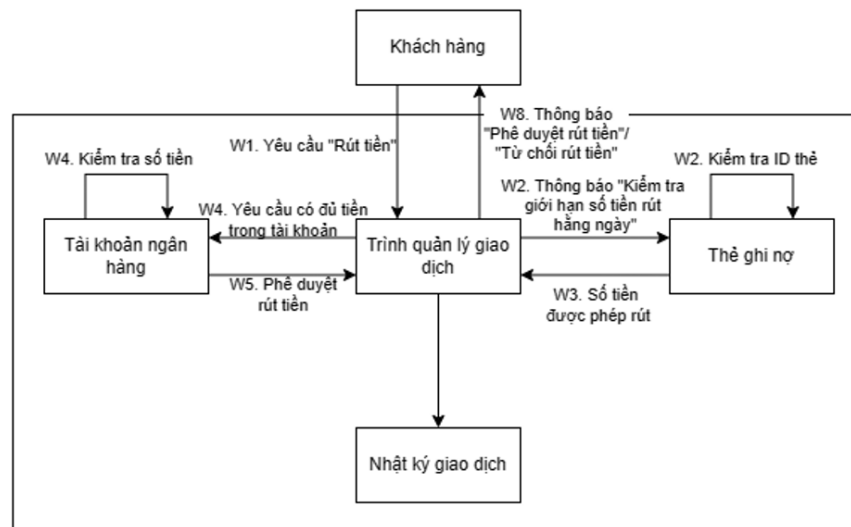 Khách hàng
W1. Yêu cầu "Rút tiền"
W8. Thông báo
"Phê duyệt rút tiền"/
"Từ chối rút tiền"
W4. Kiểm tra số tiền
W2. Kiểm tra ID thẻ
W4. Yêu cầu có đủ tiền
trong tài khoản
W2. Thông báo "Kiểm tra
giới hạn số tiền rút
hằng ngày"
Tài khoản ngân
hàng
Trình quản lý giao
dịch
Thẻ ghi nợ
W5. Phê duyệt
rút tiền
W3. Số tiền
được phép rút
Nhật ký giao dịch